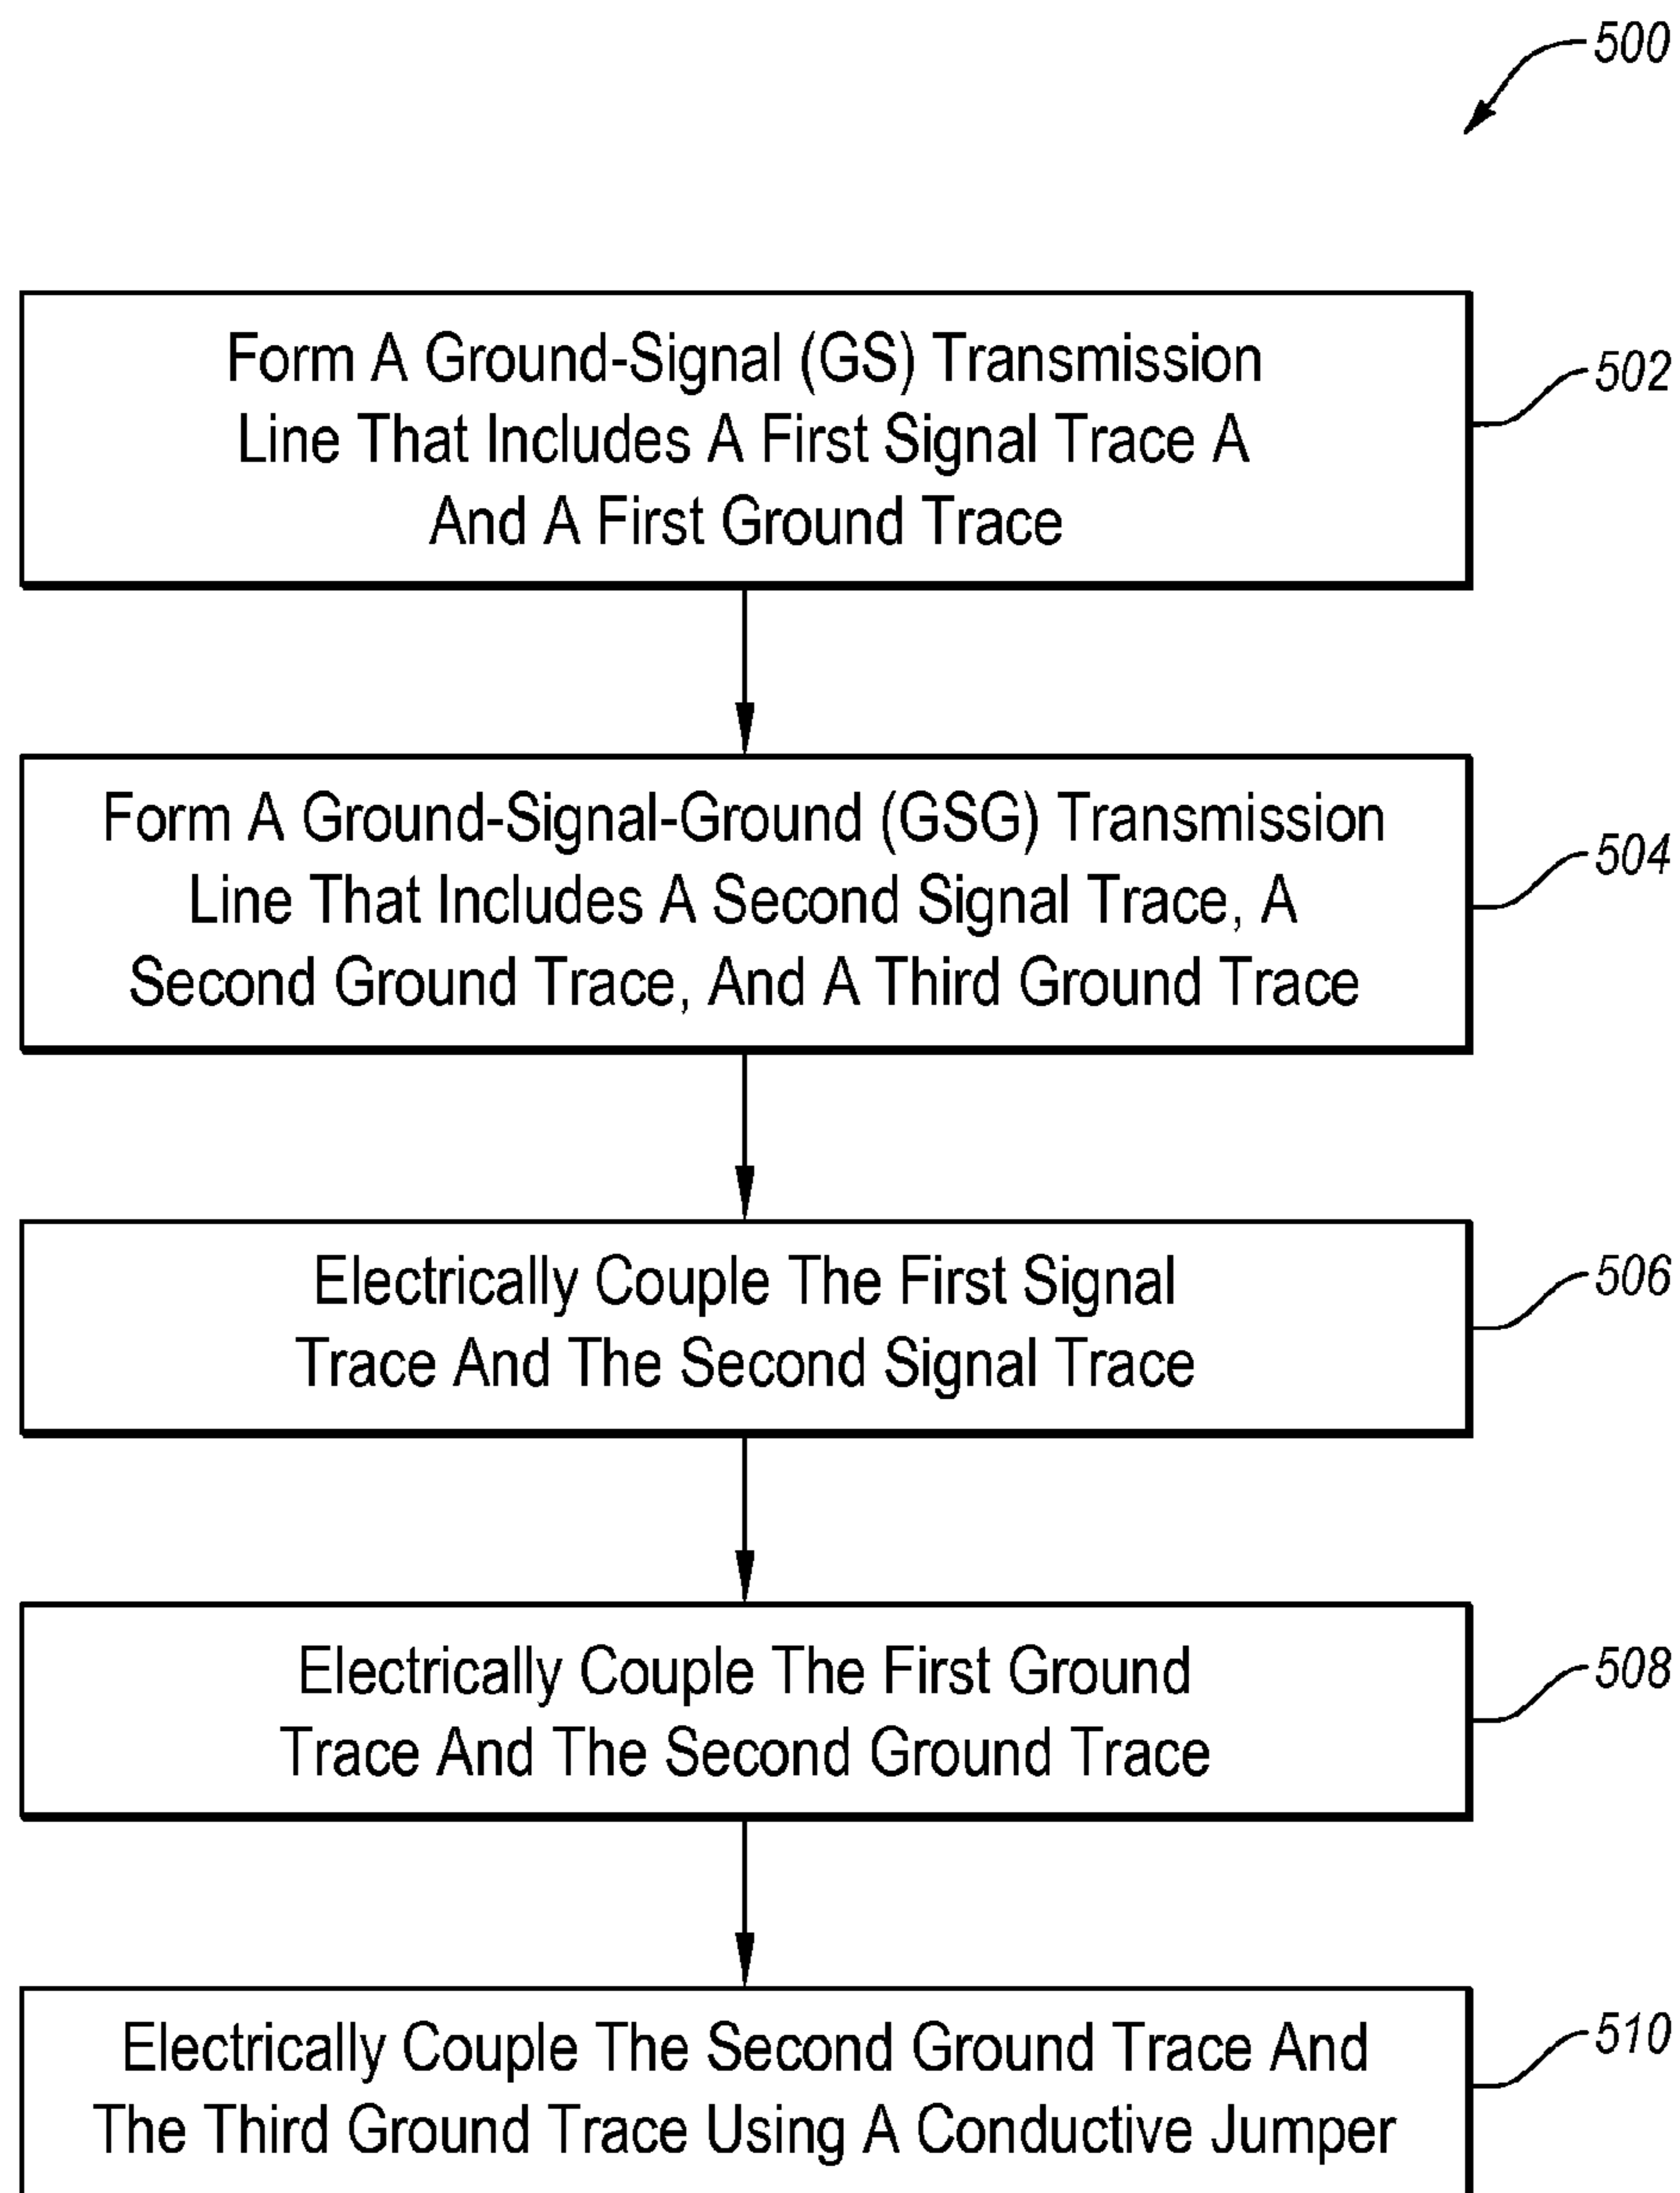 500
Form A Ground-Signal (GS) Transmission
Line That Includes A First Signal Trace A
And A First Ground Trace
502
Form A Ground-Signal-Ground (GSG) Transmission
Line That Includes A Second Signal Trace, A
Second Ground Trace, And A Third Ground Trace
504
Electrically Couple The First Signal
Trace And The Second Signal Trace
506
Electrically Couple The First Ground
Trace And The Second Ground Trace
508
Electrically Couple The Second Ground Trace And
The Third Ground Trace Using A Conductive Jumper
510